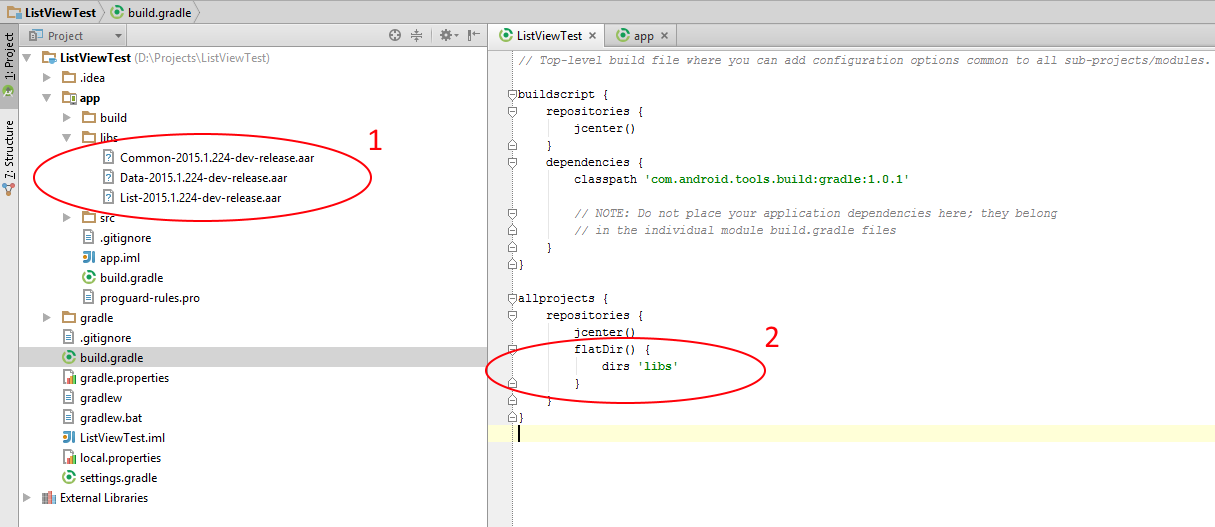 ListViewTest build.gradle
Project
ListViewTest
app
1: Project
7: Structure
ListViewTest (D:\Projects\ListViewTest)
.idea
app
build
libs
Common-2015.1.224-dev-release.aar
Data-2015.1.224-dev-release.aar
List-2015.1.224-dev-release.aar
1
src
.gitignore
app.iml
build.gradle
proguard-rules.pro
gradle
.gitignore
build.gradle
gradle.properties
gradlew
gradlew.bat
ListViewTest.iml
local.properties
settings.gradle
External Libraries
// Top-level build file where you can add configuration options common to all sub-projects/modules.
buildscript {
repositories {
jcenter()
}
dependencies {
classpath 'com.android.tools.build:gradle:1.0.1'
// NOTE: Do not place your application dependencies here; they belong
// in the individual module build.gradle files
}
}
allprojects {
repositories {
jcenter()
flatDir() {
dirs 'libs'
}
}
}
2